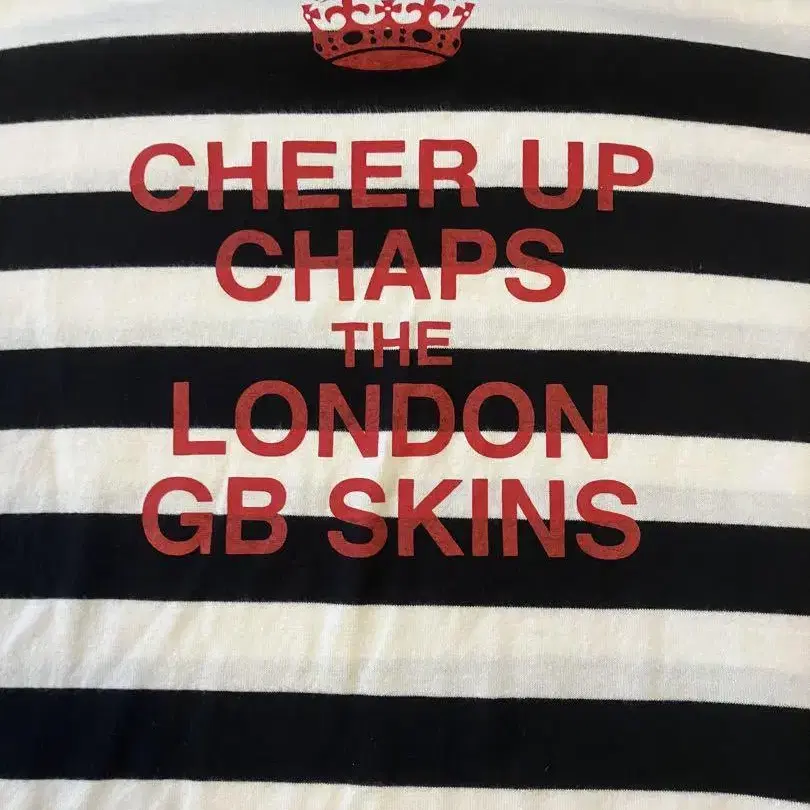 CHEER UP
CHAPS
THE
LONDON
GB SKINS